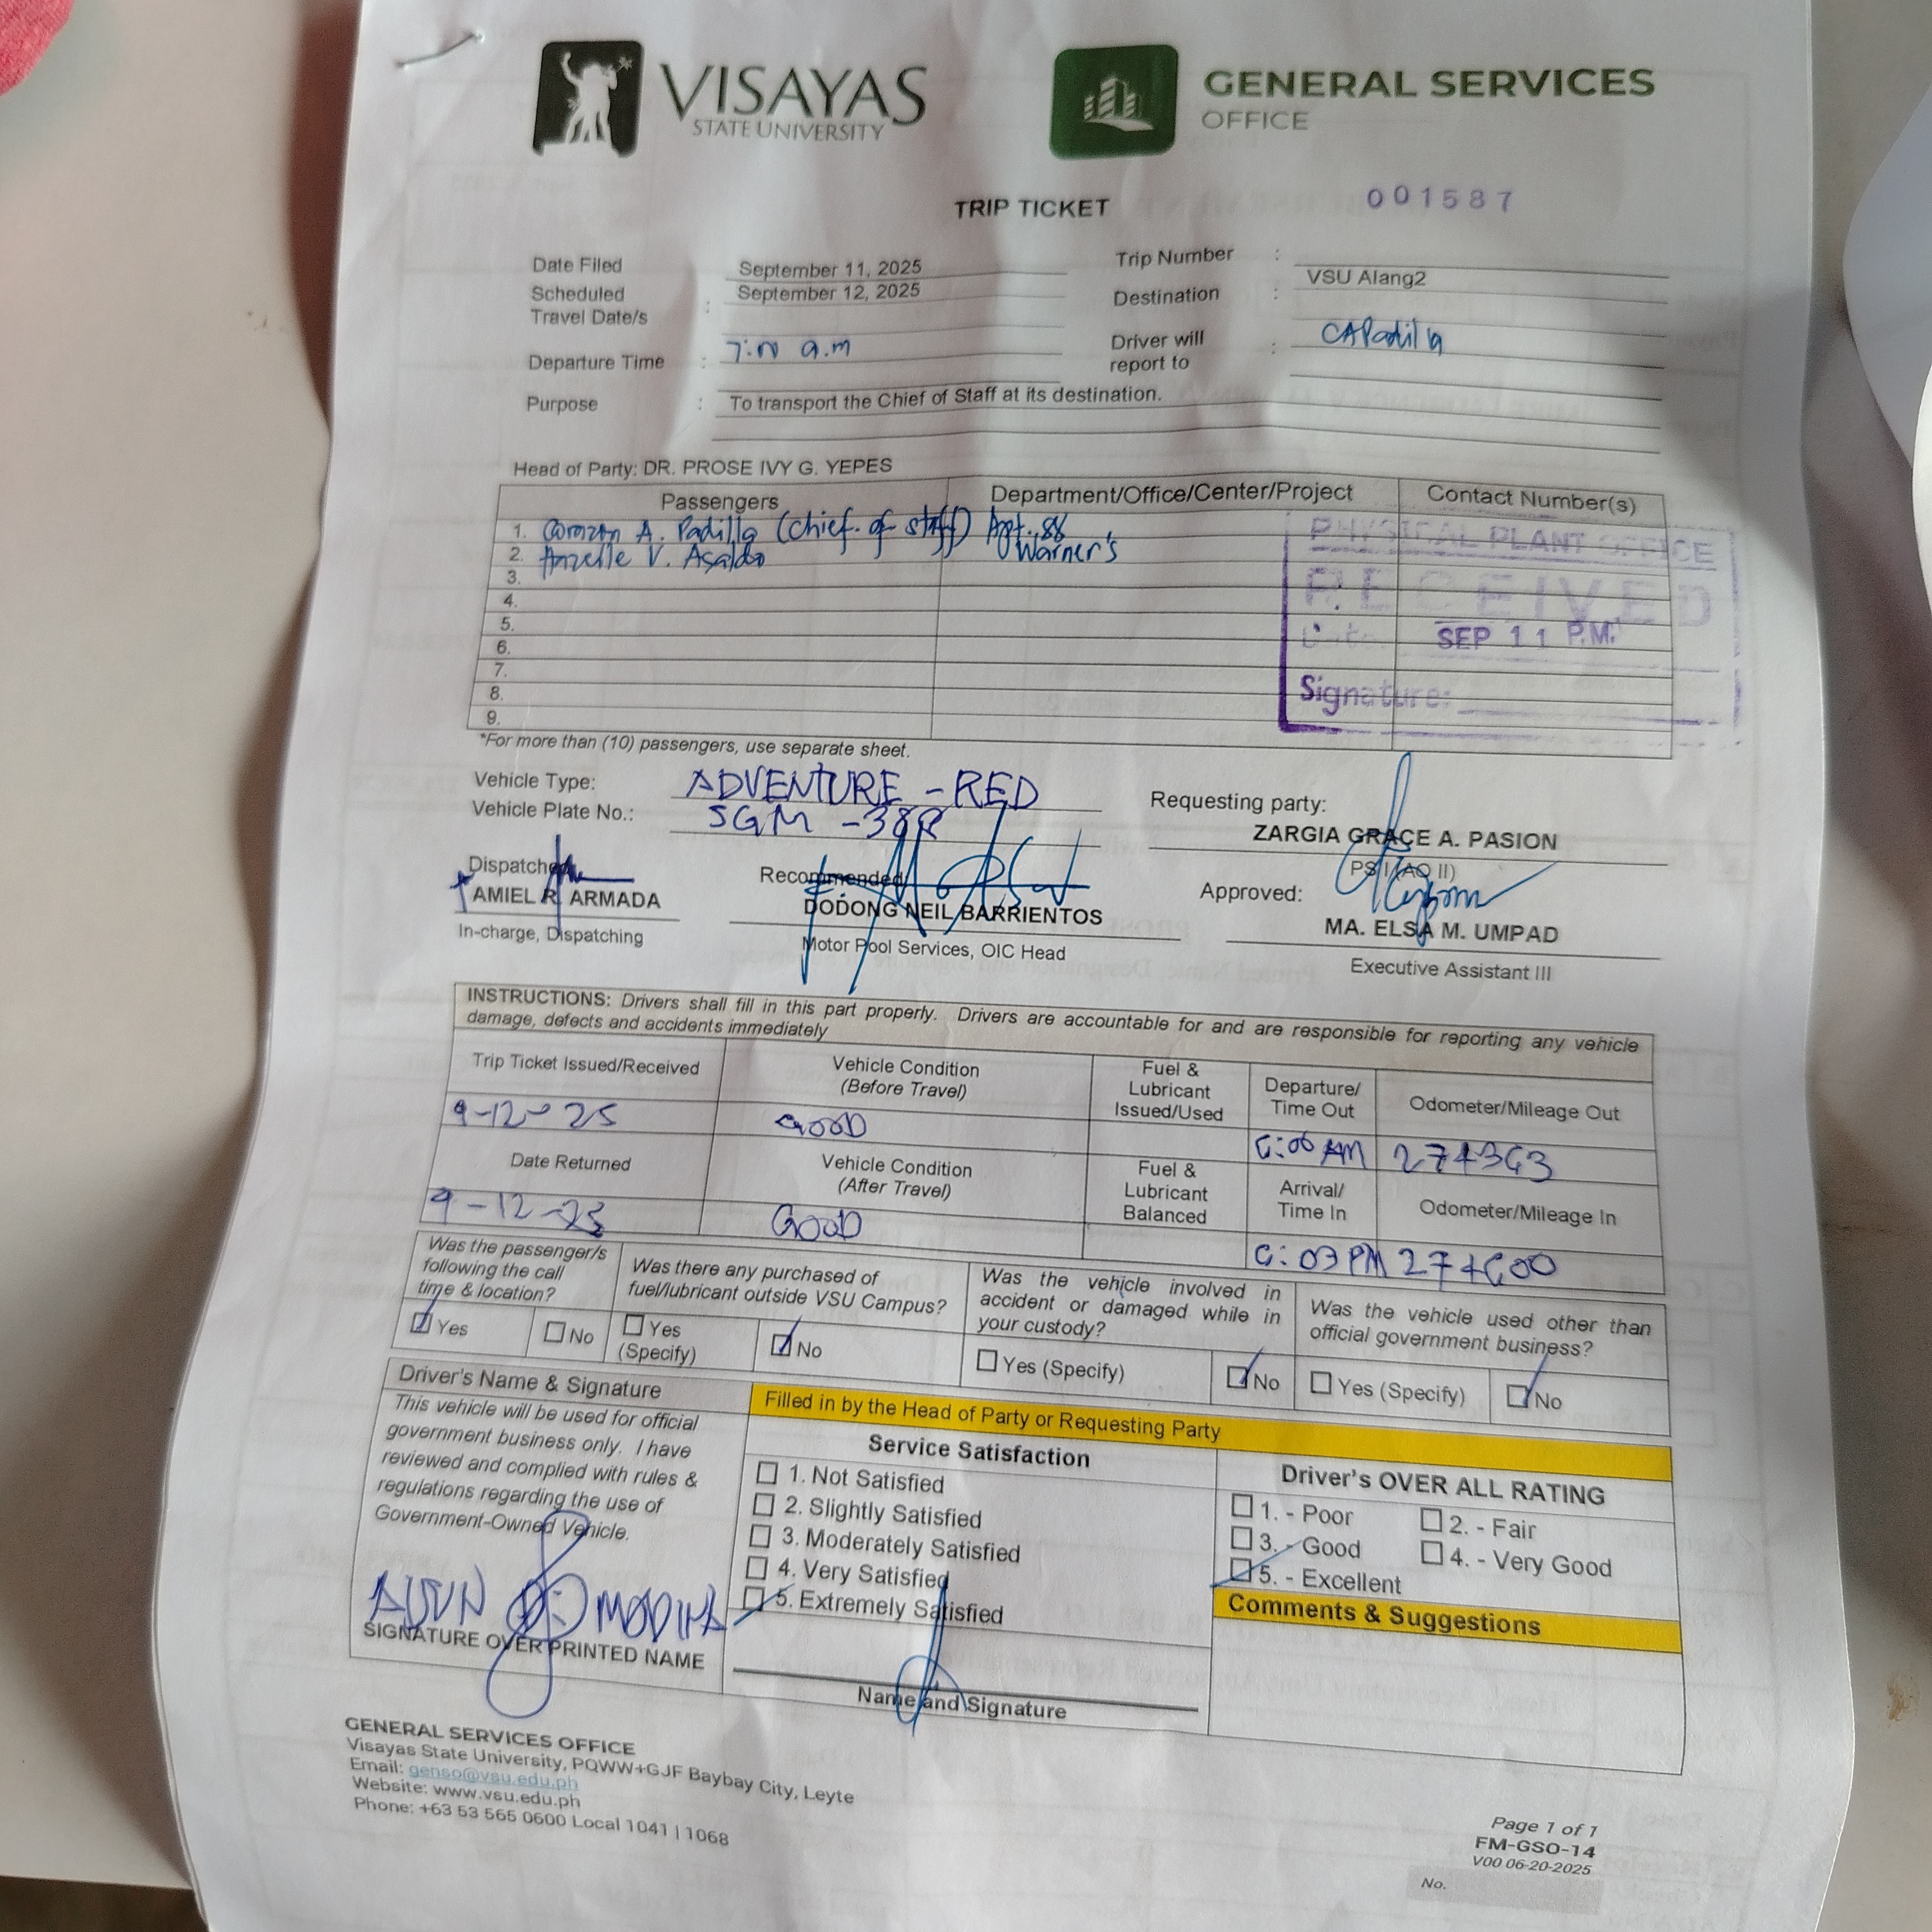 VISAYAS
STATE UNIVERSITY
GENERAL SERVICES
OFFICE
TRIP TICKET
001587
Date Filed September 11, 2025
Scheduled Travel Date/s : September 12, 2025
Departure Time : 7:00 a.m
Trip Number :
Destination : VSU Alang2
Driver will report to : CAPadilla
Purpose : To transport the Chief of Staff at its destination.
Head of Party: DR. PROSE IVY G. YEPES
Passengers Department/Office/Center/Project Contact Number(s)
1. A. Padilla (Chief of staff) Apt. 88
2. V. Warner's
3.
4.
5.
6.
7.
8.
9.
PHYSICAL PLANT OFFICE
RECEIVED
Date: SEP 11 P.M.
Signature:
*For more than (10) passengers, use separate sheet.
Vehicle Type: ADVENTURE - RED
Vehicle Plate No.: SGM -388
Requesting party:
ZARGIA GRACE A. PASION
PS I (AO II)
Dispatched
AMIEL R. ARMADA
In-charge, Dispatching
Recommended
DODONG NEIL BARRIENTOS
Motor Pool Services, OIC Head
Approved:
MA. ELSA M. UMPAD
Executive Assistant III
INSTRUCTIONS: Drivers shall fill in this part properly. Drivers are accountable for and are responsible for reporting any vehicle
damage, defects and accidents immediately
Trip Ticket Issued/Received Vehicle Condition (Before Travel) Fuel & Lubricant Issued/Used Departure/ Time Out Odometer/Mileage Out
9-12-25 GOOD 6:00 AM 274363
Date Returned Vehicle Condition (After Travel) Fuel & Lubricant Balanced Arrival/ Time In Odometer/Mileage In
9-12-25 GOOD 6:03 PM 274600
Was the passenger/s following the call time & location?
Yes No
Was there any purchased of fuel/lubricant outside VSU Campus?
Yes (Specify) No
Was the vehicle involved in accident or damaged while in your custody?
Yes (Specify) No
Was the vehicle used other than official government business?
Yes (Specify) No
Driver's Name & Signature
This vehicle will be used for official
government business only. I have
reviewed and complied with rules &
regulations regarding the use of
Government-Owned Vehicle.
SIGNATURE OVER PRINTED NAME
Filled in by the Head of Party or Requesting Party
Service Satisfaction
1. Not Satisfied
2. Slightly Satisfied
3. Moderately Satisfied
4. Very Satisfied
5. Extremely Satisfied
Name and Signature
Driver's OVER ALL RATING
1. - Poor 2. - Fair
3. - Good 4. - Very Good
5. - Excellent
Comments & Suggestions
GENERAL SERVICES OFFICE
Visayas State University, PQWW+GJF Baybay City, Leyte
Email: genso@vsu.edu.ph
Website: www.vsu.edu.ph
Phone: +63 53 565 0600 Local 1041 | 1068
Page 1 of 1
FM-GSO-14
V00 06-20-2025
No.